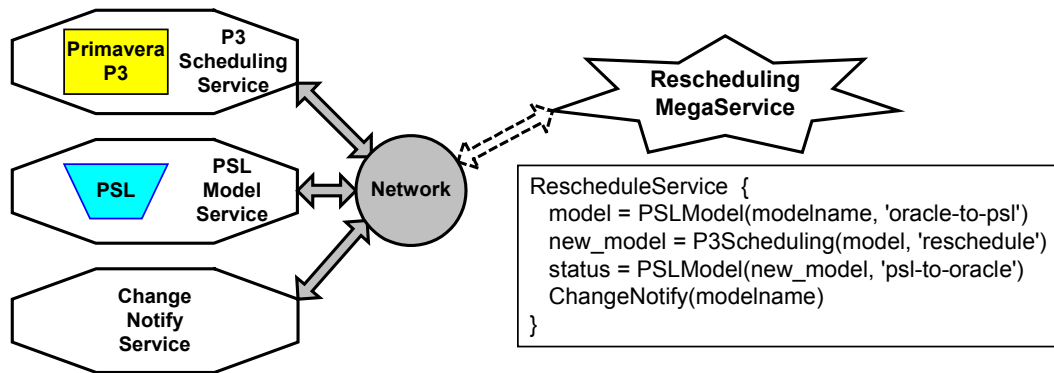 Primavera
P3
P3
Scheduling
Service
PSL
PSL
Model
Service
Change
Notify
Service
Network
Rescheduling
MegaService
RescheduleService {
model = PSLModel(modelname, 'oracle-to-psl')
new_model = P3Scheduling(model, 'reschedule')
status = PSLModel(new_model, 'psl-to-oracle')
ChangeNotify(modelname)
}